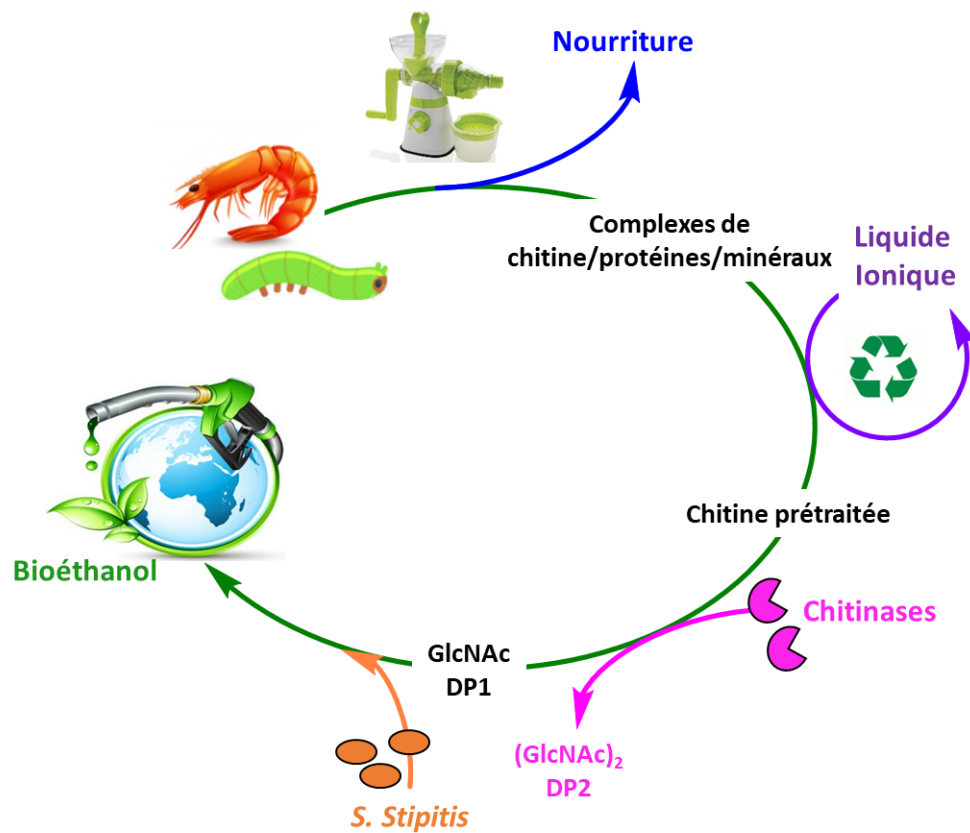 Nourriture
Complexes de
chitine/protéines/minéraux
Liquide
Ionique
Chitine prétraitée
Chitinases
Bioéthanol
GlcNAc
DP1
(GlcNAc)₂
DP2
S. Stipitis